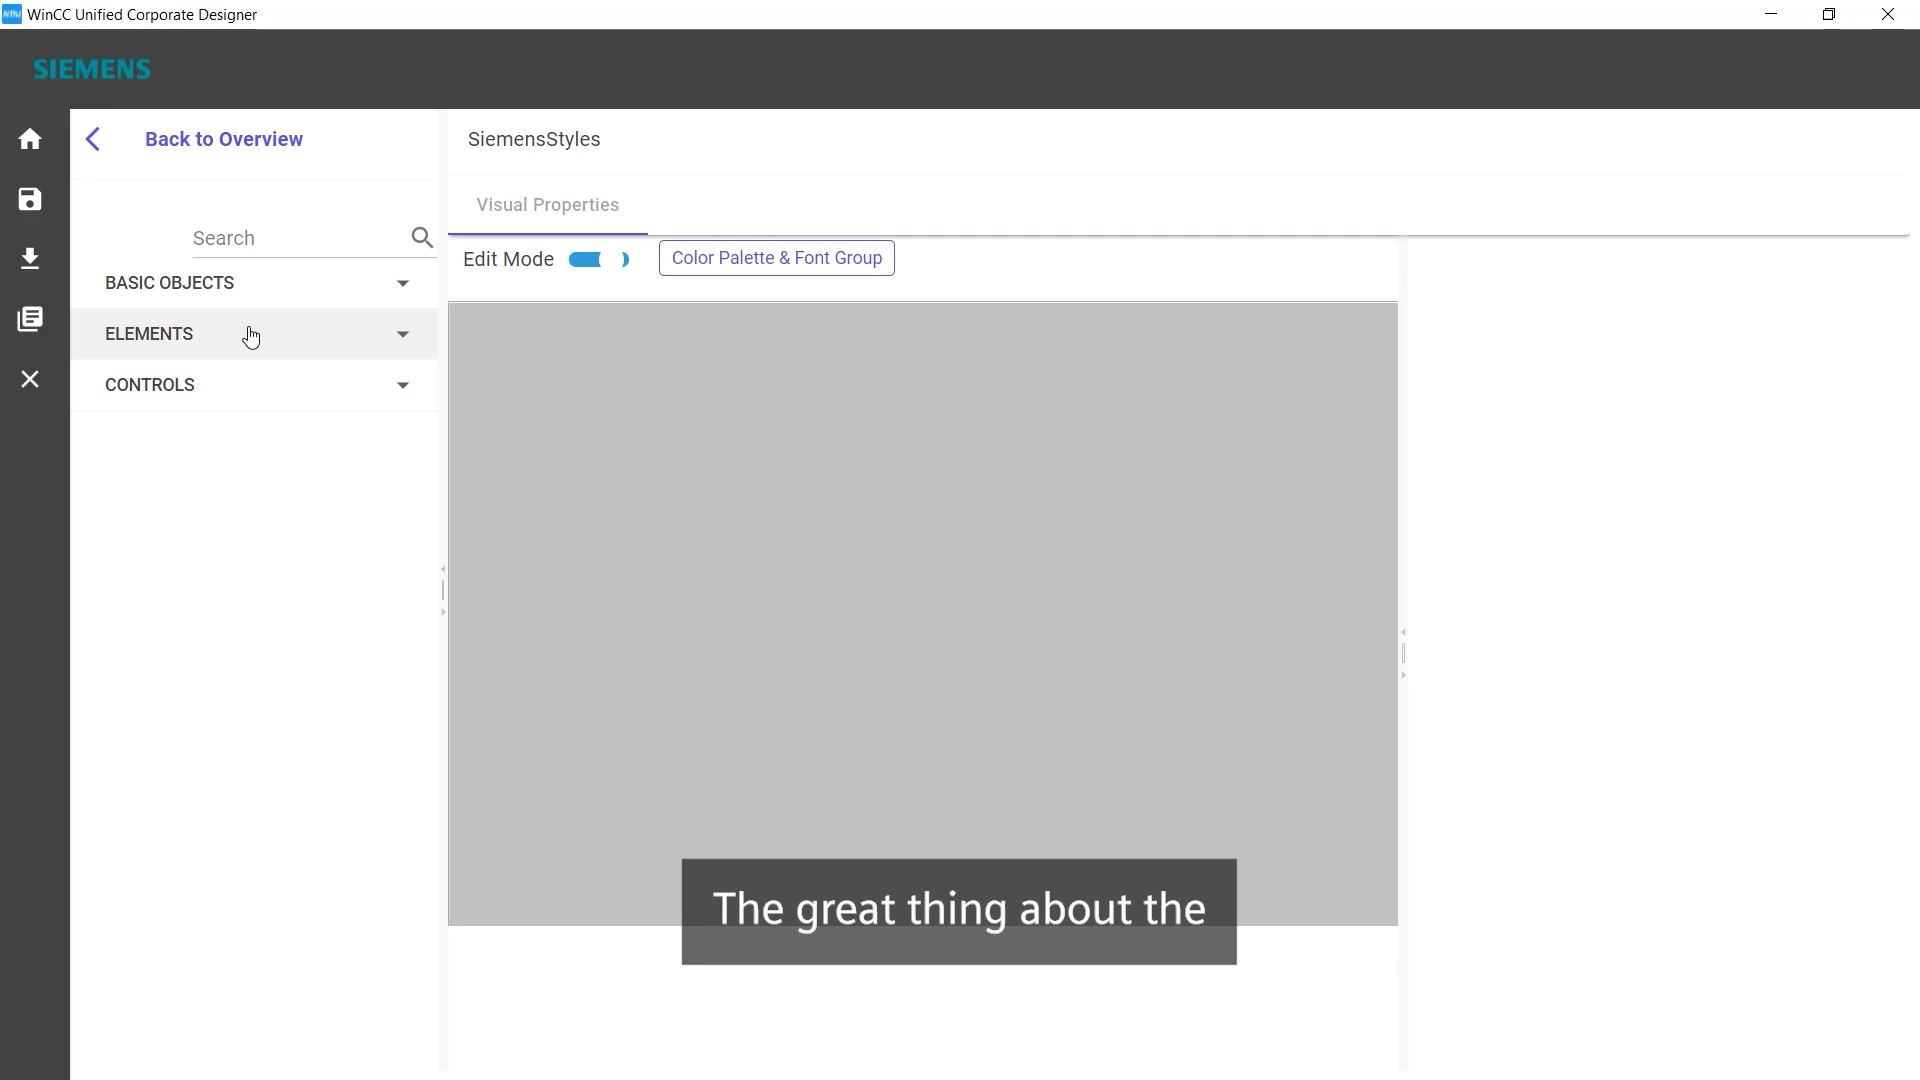 WinCC Unified Corporate Designer
SIEMENS
Back to Overview
SiemensStyles
Visual Properties
Search
Edit Mode
Color Palette & Font Group
BASIC OBJECTS
ELEMENTS
CONTROLS
The great thing about the